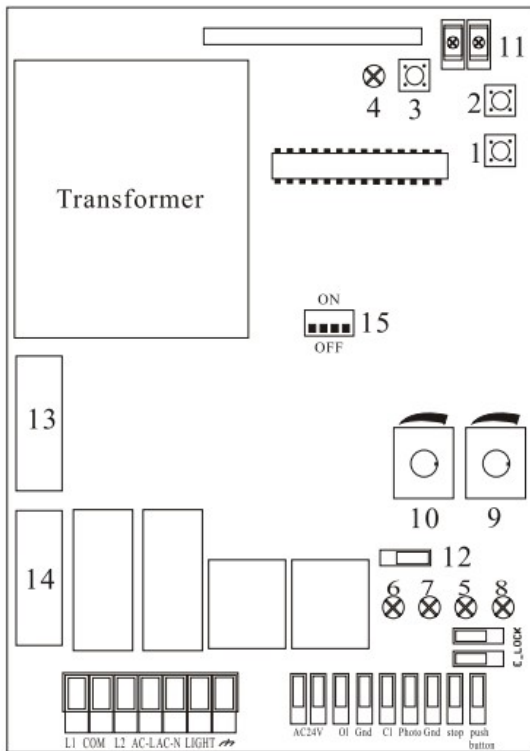 11
4
3
2
1
Transformer
ON
15
OFF
13
10
9
12
14
6
7
5
8
E_LOCK
L1 COM L2 AC-L AC-N LIGHT
AC24V OI Gnd C1 Photo Gnd stop push button